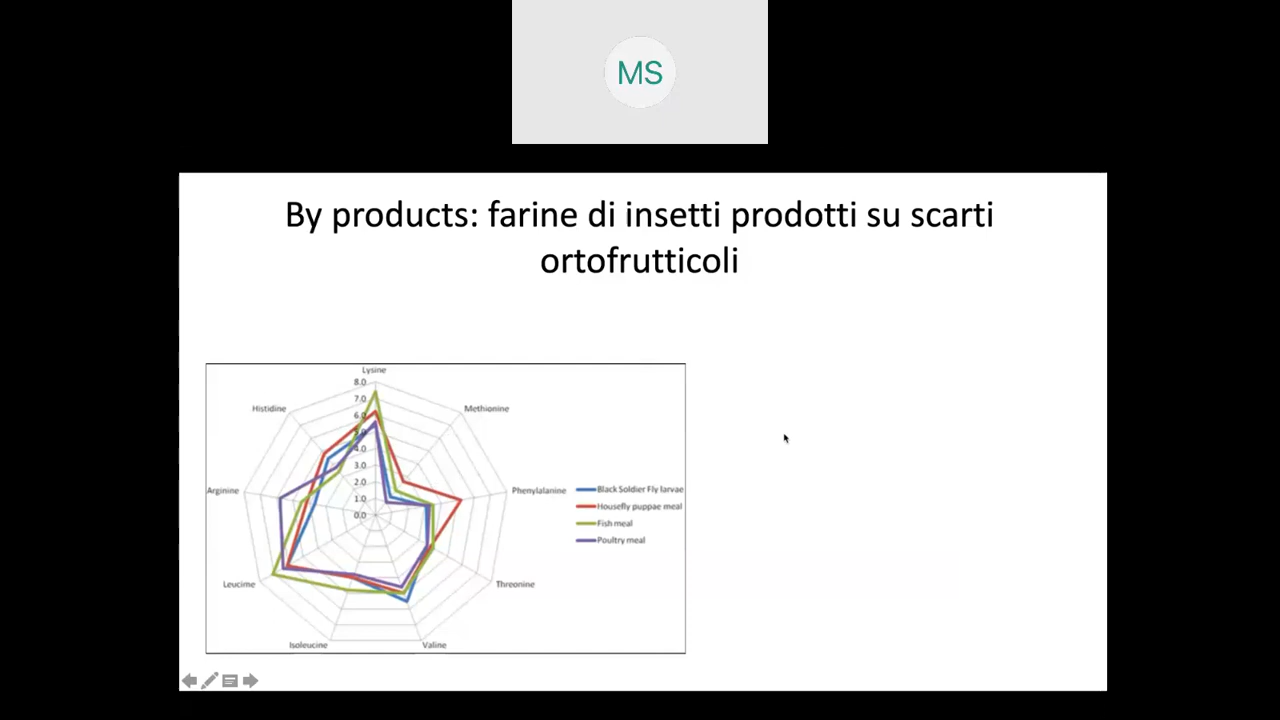 MS
By products: farine di insetti prodotti su scarti
ortofrutticoli
Lysine
8.0
7.0
6.0
5.0
4.0
3.0
2.0
1.0
0.0
Histidine
Methionine
Arginine
Phenylalanine
Black Soldier Fly larvae
Housefly puppae meal
Fish meal
Poultry meal
Leucime
Threonine
Isoleucine
Valine